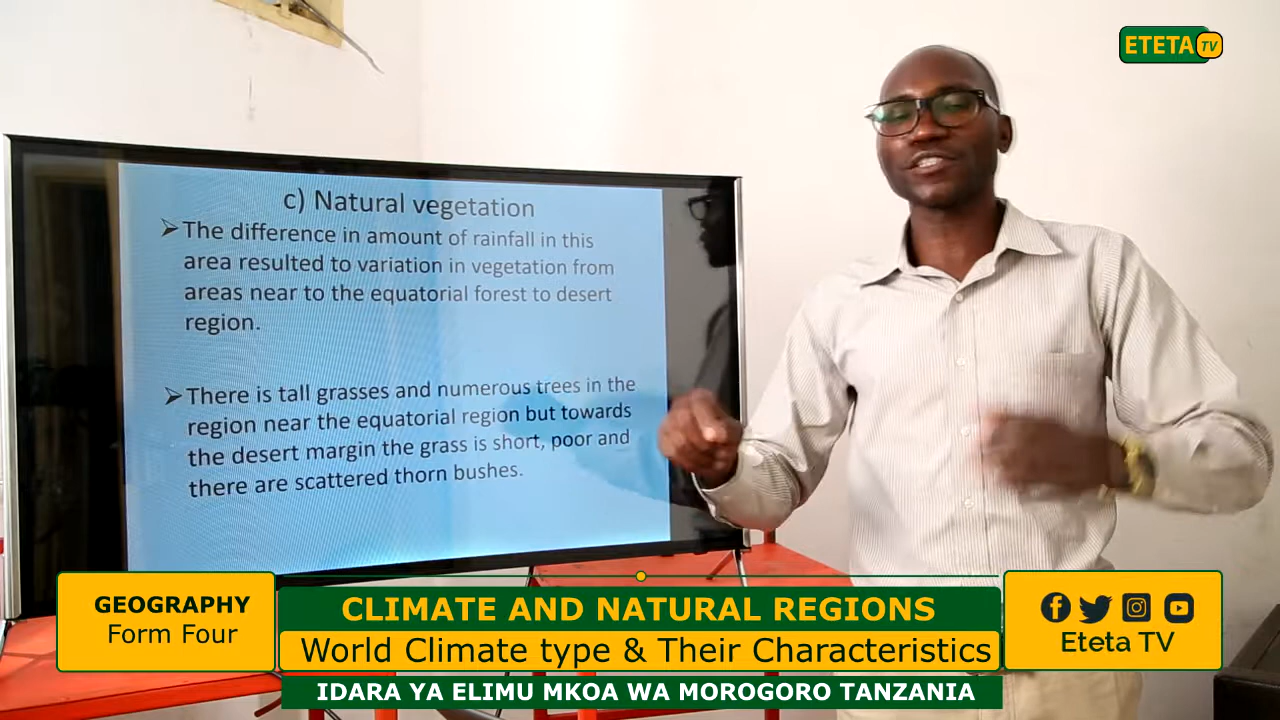 ETETA TV
c) Natural vegetation
➢ The difference in amount of rainfall in this
area resulted to variation in vegetation from
areas near to the equatorial forest to desert
region.
➢ There is tall grasses and numerous trees in the
region near the equatorial region but towards
the desert margin the grass is short, poor and
there are scattered thorn bushes.
GEOGRAPHY
Form Four
CLIMATE AND NATURAL REGIONS
World Climate type & Their Characteristics
IDARA YA ELIMU MKOA WA MOROGORO TANZANIA
Eteta TV